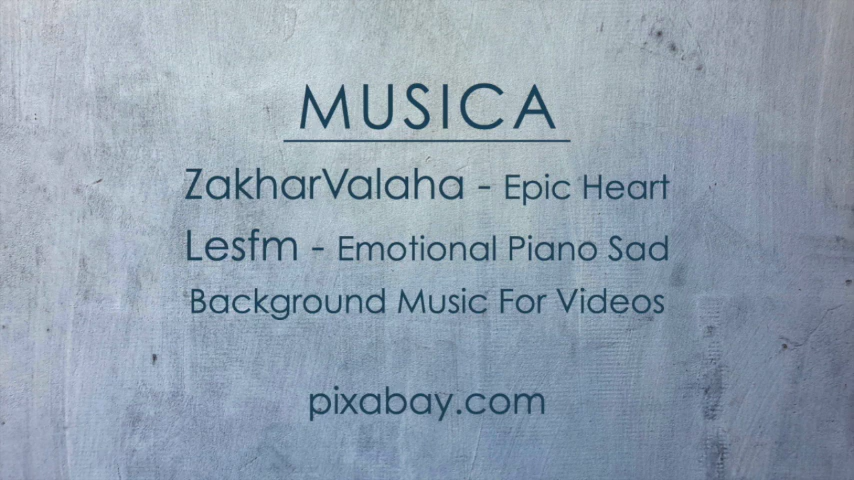 MUSICA
ZakharValaha - Epic Heart
Lesfm - Emotional Piano Sad
Background Music For Videos
pixabay.com